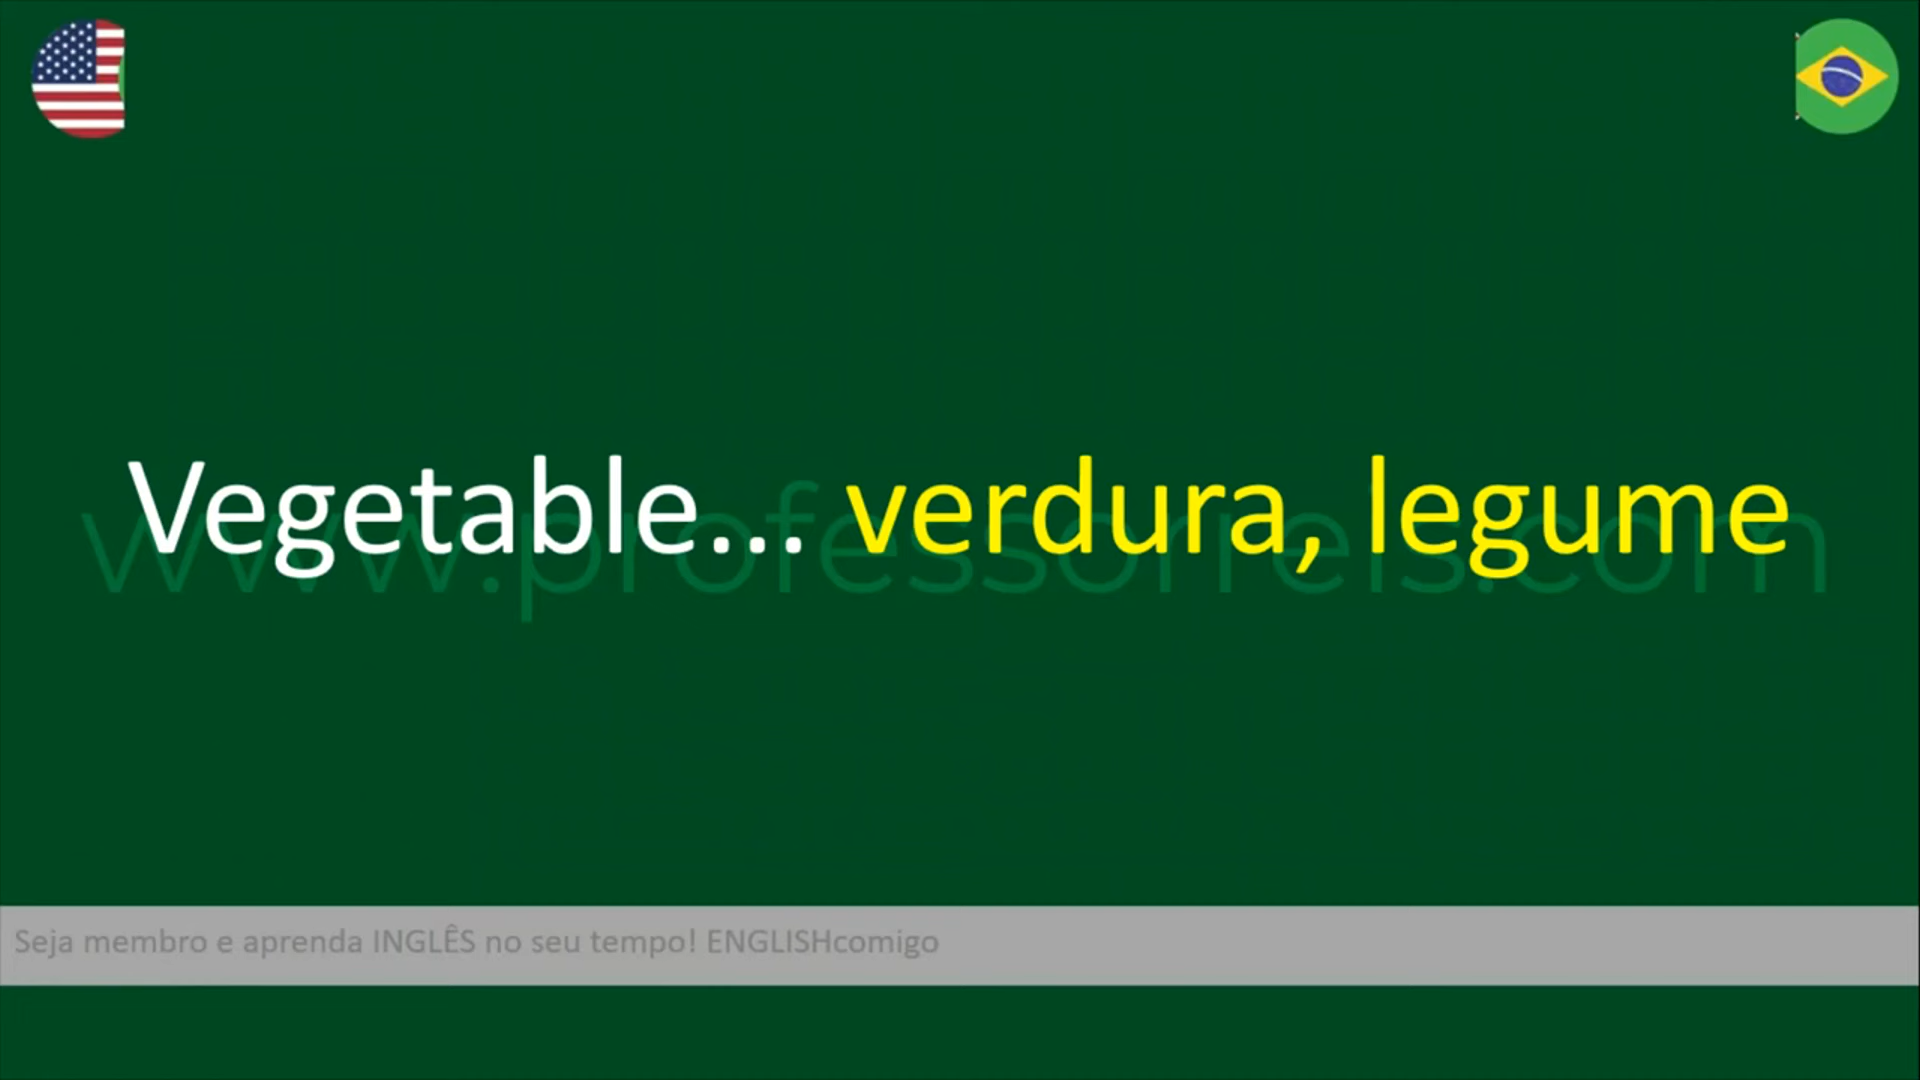 Vegetable... verdura, legume
www.professorreis.com
Seja membro e aprenda INGLÊS no seu tempo! ENGLISHcomigo